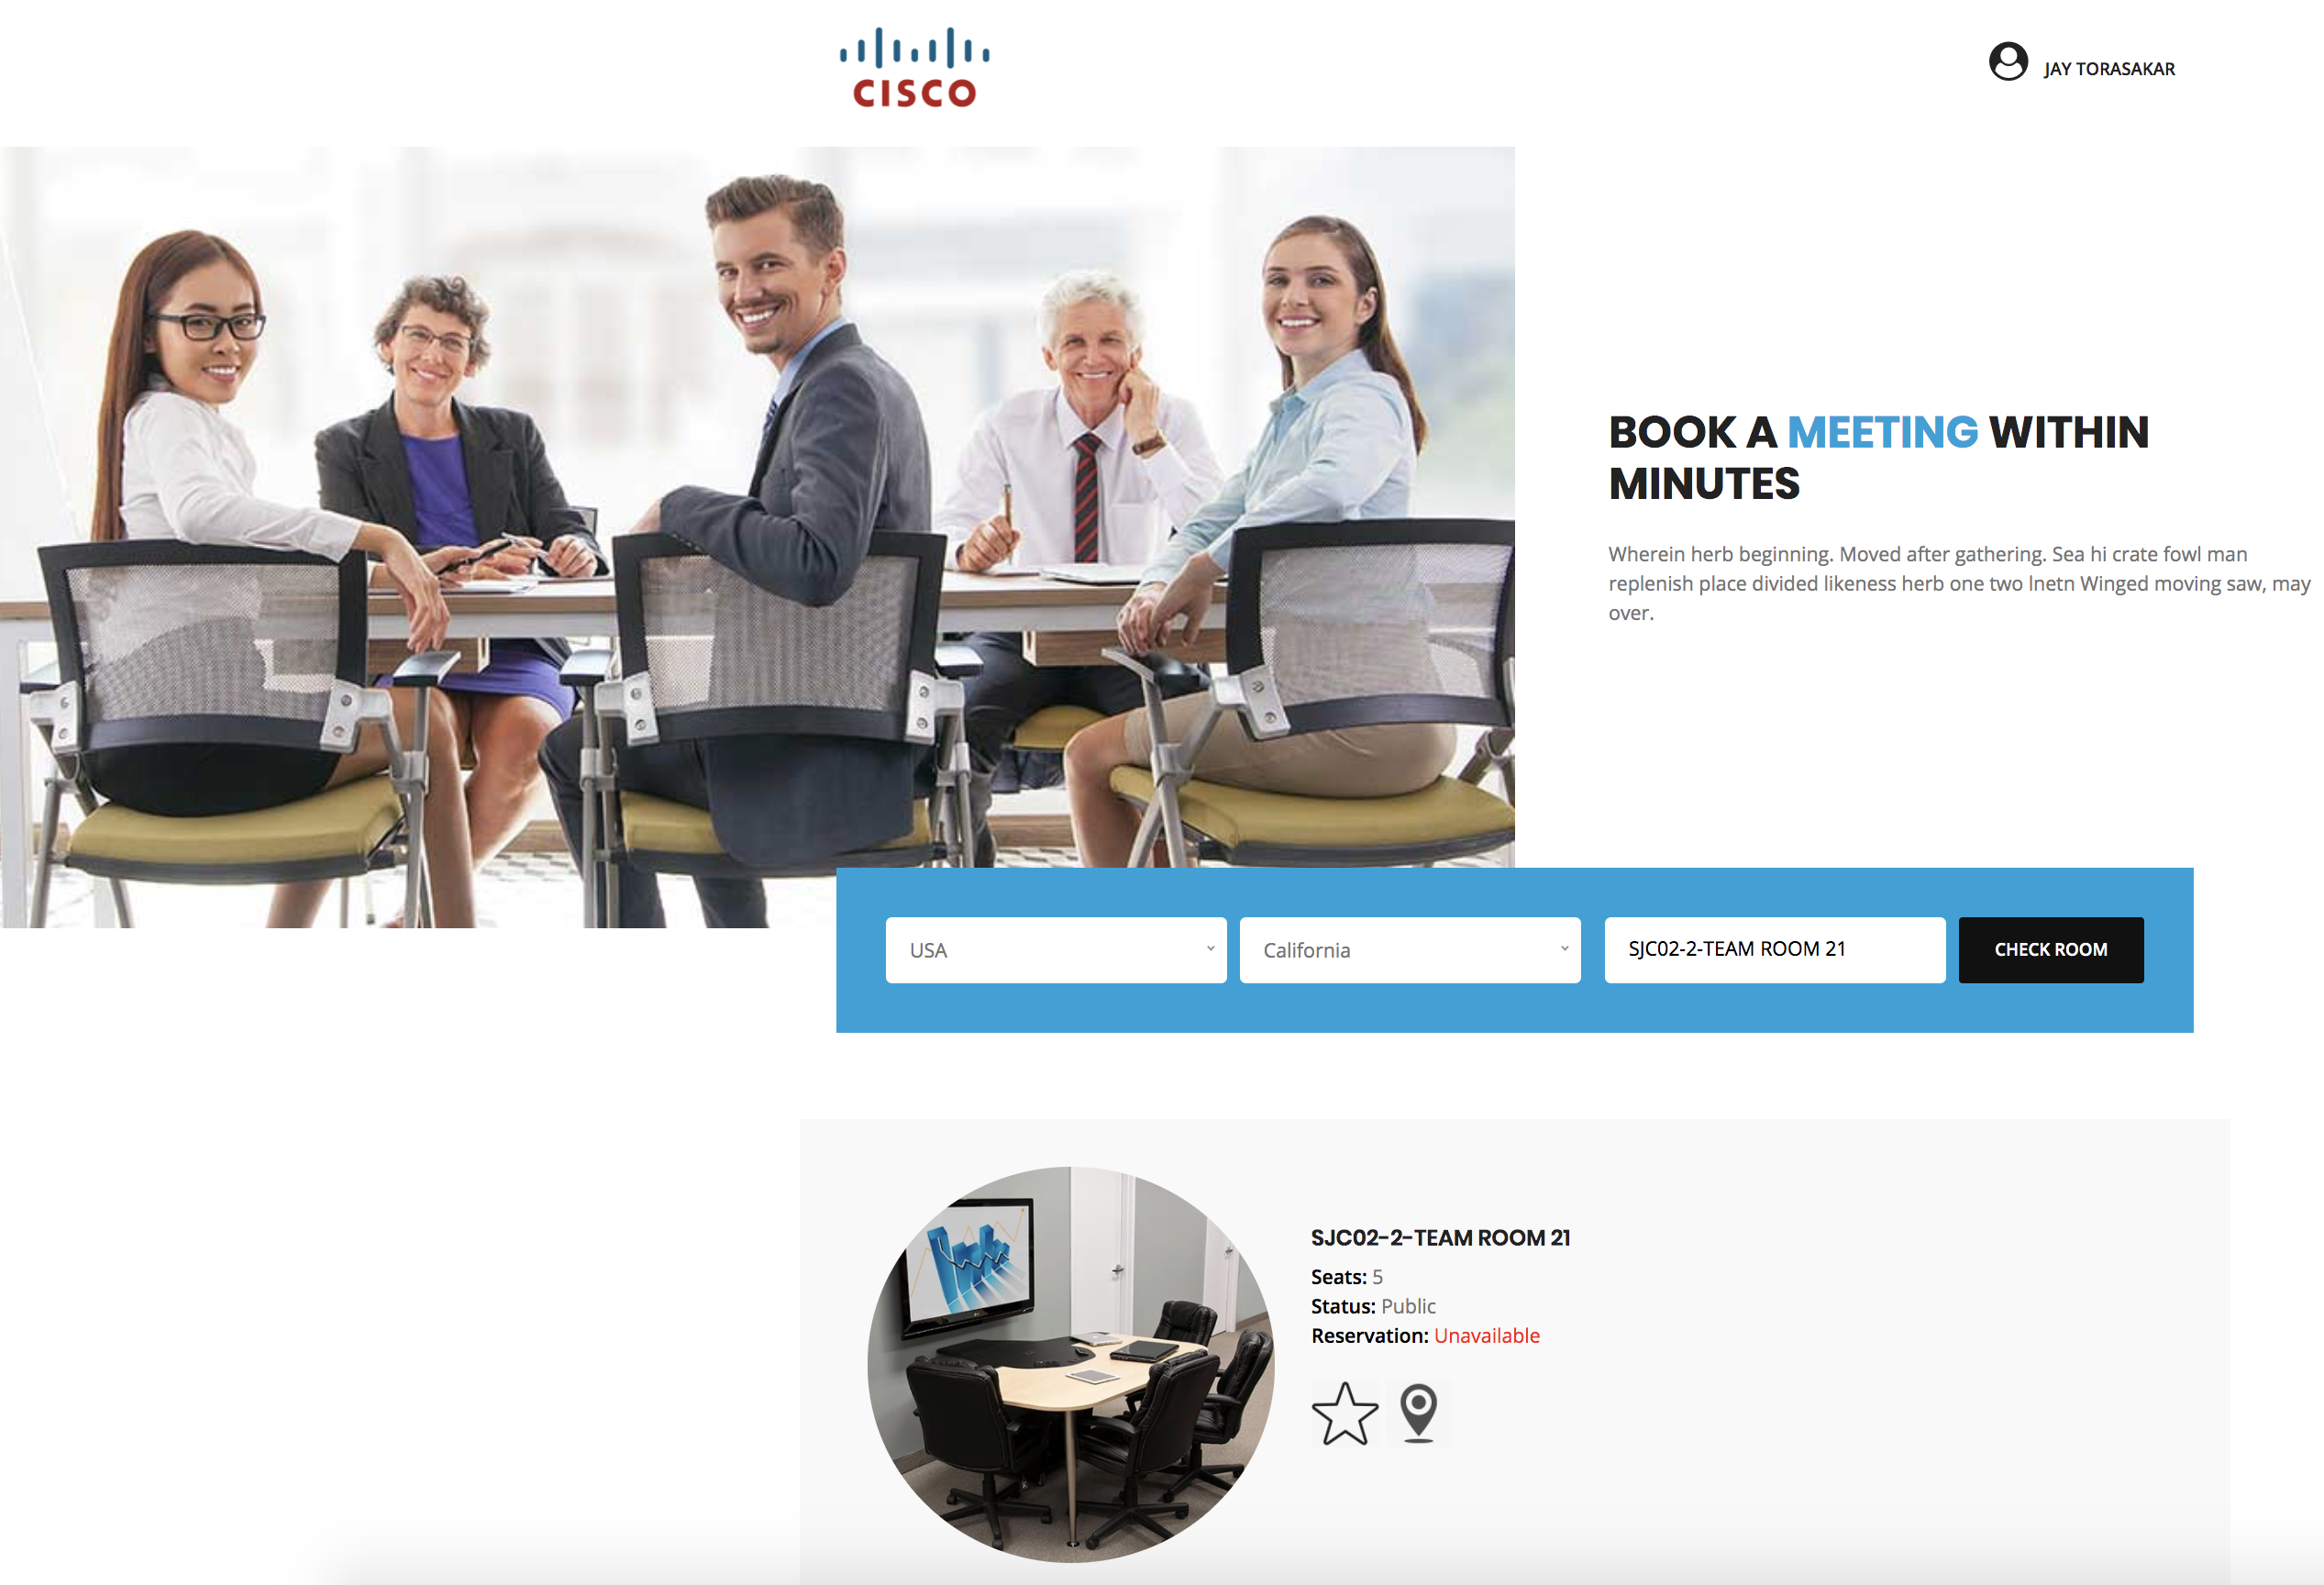 CISCO
JAY TORASAKAR
BOOK A MEETING WITHIN
MINUTES
Wherein herb beginning. Moved after gathering. Sea hi crate fowl man
replenish place divided likeness herb one two Inetn Winged moving saw, may
over.
USA
California
SJC02-2-TEAM ROOM 21
CHECK ROOM
SJC02-2-TEAM ROOM 21
Seats: 5
Status: Public
Reservation: Unavailable